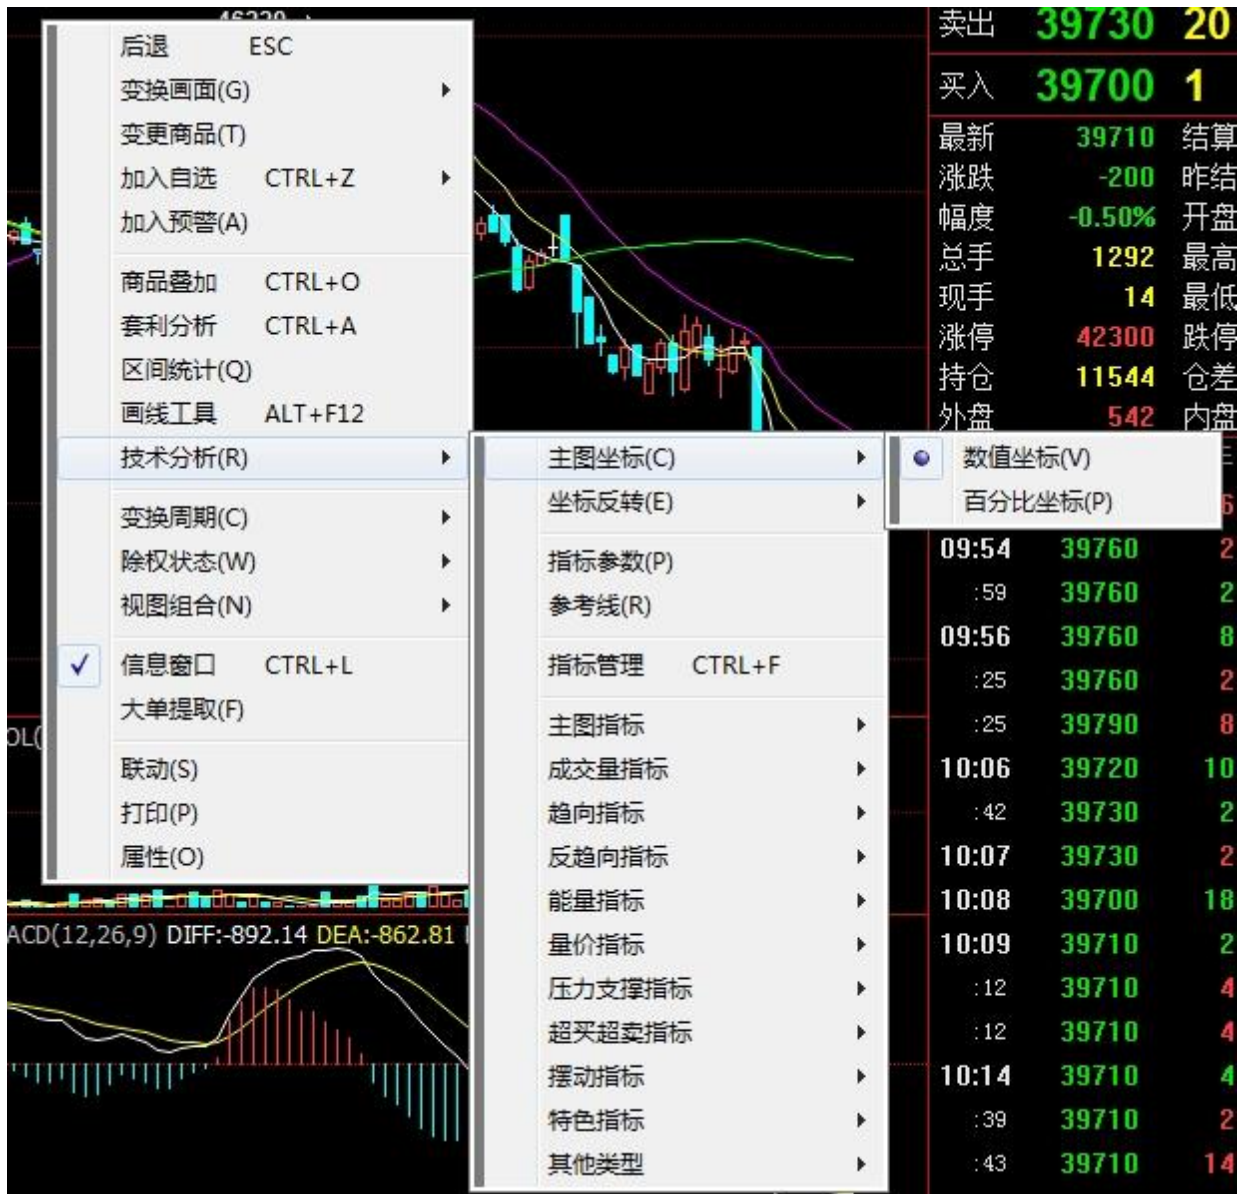 后退 ESC
变换画面(G)
变更商品(T)
加入自选 CTRL+Z
加入预警(A)
商品叠加 CTRL+O
套利分析 CTRL+A
区间统计(Q)
画线工具 ALT+F12
技术分析(R)
变换周期(C)
除权状态(W)
视图组合(N)
信息窗口 CTRL+L
大单提取(F)
联动(S)
打印(P)
属性(O)
主图坐标(C)
坐标反转(E)
指标参数(P)
参考线(R)
指标管理 CTRL+F
主图指标
成交量指标
趋向指标
反趋向指标
能量指标
量价指标
压力支撑指标
超买超卖指标
摆动指标
特色指标
其他类型
数值坐标(V)
百分比坐标(P)
ACD(12,26,9) DIFF:-892.14 DEA:-862.81
卖出 39730 20
买入 39700 1
最新 39710 结算
涨跌 -200 昨结
幅度 -0.50% 开盘
总手 1292 最高
现手 14 最低
涨停 42300 跌停
持仓 11544 仓差
外盘 542 内盘
09:54 39760 2
:59 39760 2
09:56 39760 8
:25 39760 2
:25 39790 8
10:06 39720 10
:42 39730 2
10:07 39730 2
10:08 39700 18
10:09 39710 2
:12 39710 4
:12 39710 4
10:14 39710 4
:39 39710 2
:43 39710 14